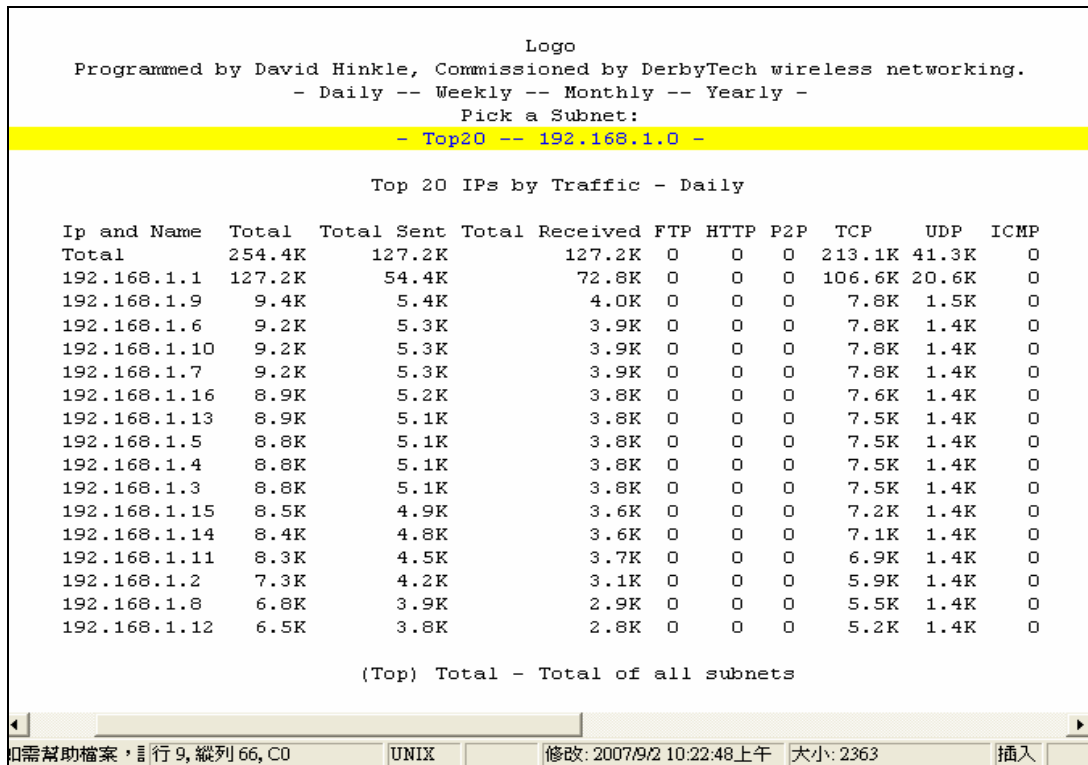 Logo
Programmed by David Hinkle, Commissioned by DerbyTech wireless networking.
- Daily -- Weekly -- Monthly -- Yearly -
Pick a Subnet:
- Top20 -- 192.168.1.0 -
Top 20 IPs by Traffic - Daily
Ip and Name Total Total Sent Total Received FTP HTTP P2P TCP UDP ICMP
Total 254.4K 127.2K 127.2K 0 0 0 213.1K 41.3K 0
192.168.1.1 127.2K 54.4K 72.8K 0 0 0 106.6K 20.6K 0
192.168.1.9 9.4K 5.4K 4.0K 0 0 0 7.8K 1.5K 0
192.168.1.6 9.2K 5.3K 3.9K 0 0 0 7.8K 1.4K 0
192.168.1.10 9.2K 5.3K 3.9K 0 0 0 7.8K 1.4K 0
192.168.1.7 9.2K 5.3K 3.9K 0 0 0 7.8K 1.4K 0
192.168.1.16 8.9K 5.2K 3.8K 0 0 0 7.6K 1.4K 0
192.168.1.13 8.9K 5.1K 3.8K 0 0 0 7.5K 1.4K 0
192.168.1.5 8.8K 5.1K 3.8K 0 0 0 7.5K 1.4K 0
192.168.1.4 8.8K 5.1K 3.8K 0 0 0 7.5K 1.4K 0
192.168.1.3 8.8K 5.1K 3.8K 0 0 0 7.5K 1.4K 0
192.168.1.15 8.5K 4.9K 3.6K 0 0 0 7.2K 1.4K 0
192.168.1.14 8.4K 4.8K 3.6K 0 0 0 7.1K 1.4K 0
192.168.1.11 8.3K 4.5K 3.7K 0 0 0 6.9K 1.4K 0
192.168.1.2 7.3K 4.2K 3.1K 0 0 0 5.9K 1.4K 0
192.168.1.8 6.8K 3.9K 2.9K 0 0 0 5.5K 1.4K 0
192.168.1.12 6.5K 3.8K 2.8K 0 0 0 5.2K 1.4K 0
(Top) Total - Total of all subnets
如需幫助檔案, 行 9, 縱列 66, C0 UNIX 修改: 2007/9/2 10:22:48上午 大小: 2363 插入